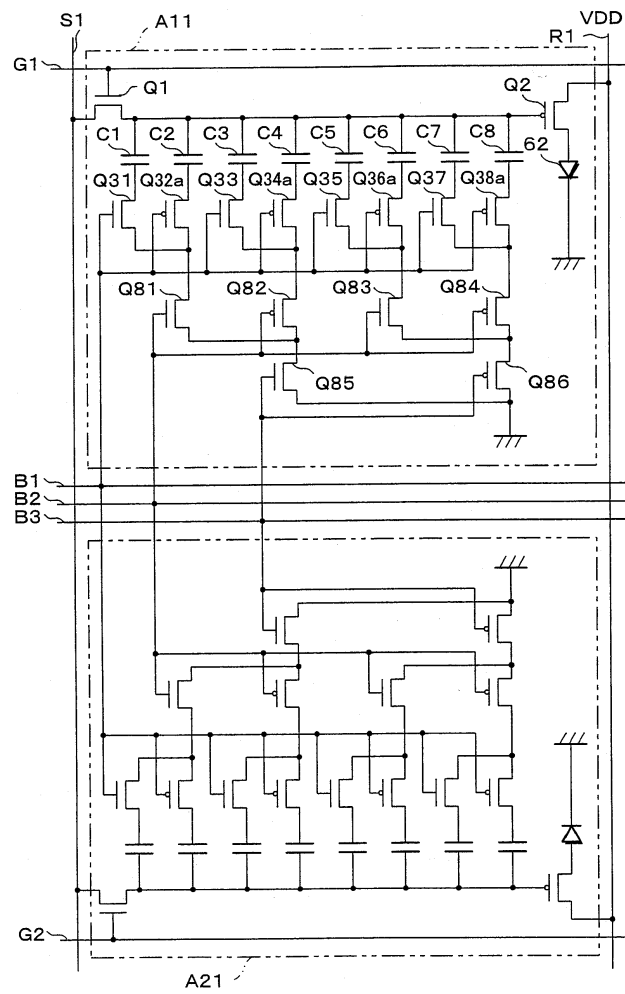 S1 A11 R1 VDD
G1
Q1 Q2
C1 C2 C3 C4 C5 C6 C7 C8 62
Q31 Q32a Q33 Q34a Q35 Q36a Q37 Q38a
Q81 Q82 Q83 Q84
Q85 Q86
B1
B2
B3
G2
A21